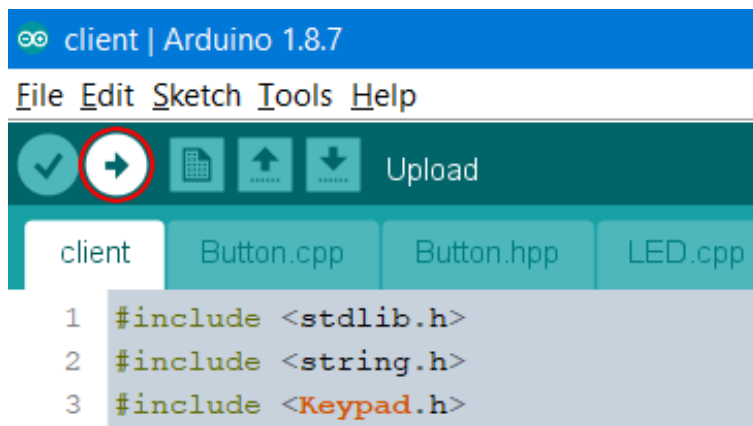 client | Arduino 1.8.7
File Edit Sketch Tools Help
Upload
client Button.cpp Button.hpp LED.cpp
1 #include <stdlib.h>
2 #include <string.h>
3 #include <Keypad.h>